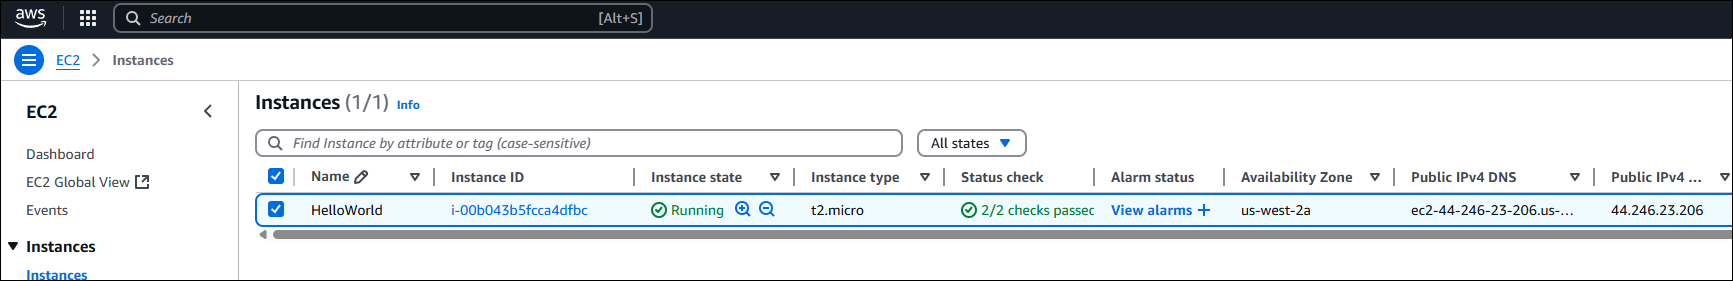 aws Search [Alt+S]
EC2 Instances
EC2
Dashboard
EC2 Global View
Events
Instances
Instances
Instances (1/1) Info
Find Instance by attribute or tag (case-sensitive) All states
Name Instance ID Instance state Instance type Status check Alarm status Availability Zone Public IPv4 DNS Public IPv4 ...
HelloWorld i-00b043b5fcca4dfbc Running t2.micro 2/2 checks passed View alarms + us-west-2a ec2-44-246-23-206.us-... 44.246.23.206